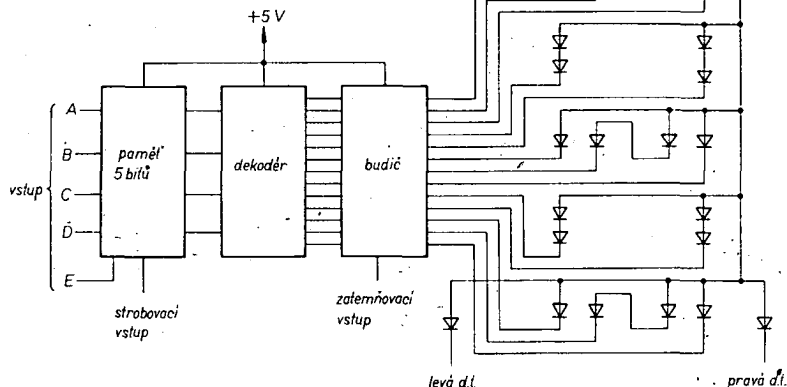 +5 V
A
B
vstup
C
D
E
paměť
5 bitů
dekodér
budič
strobovací
vstup
zatemňovací
vstup
levá d.t.
pravá d.t.